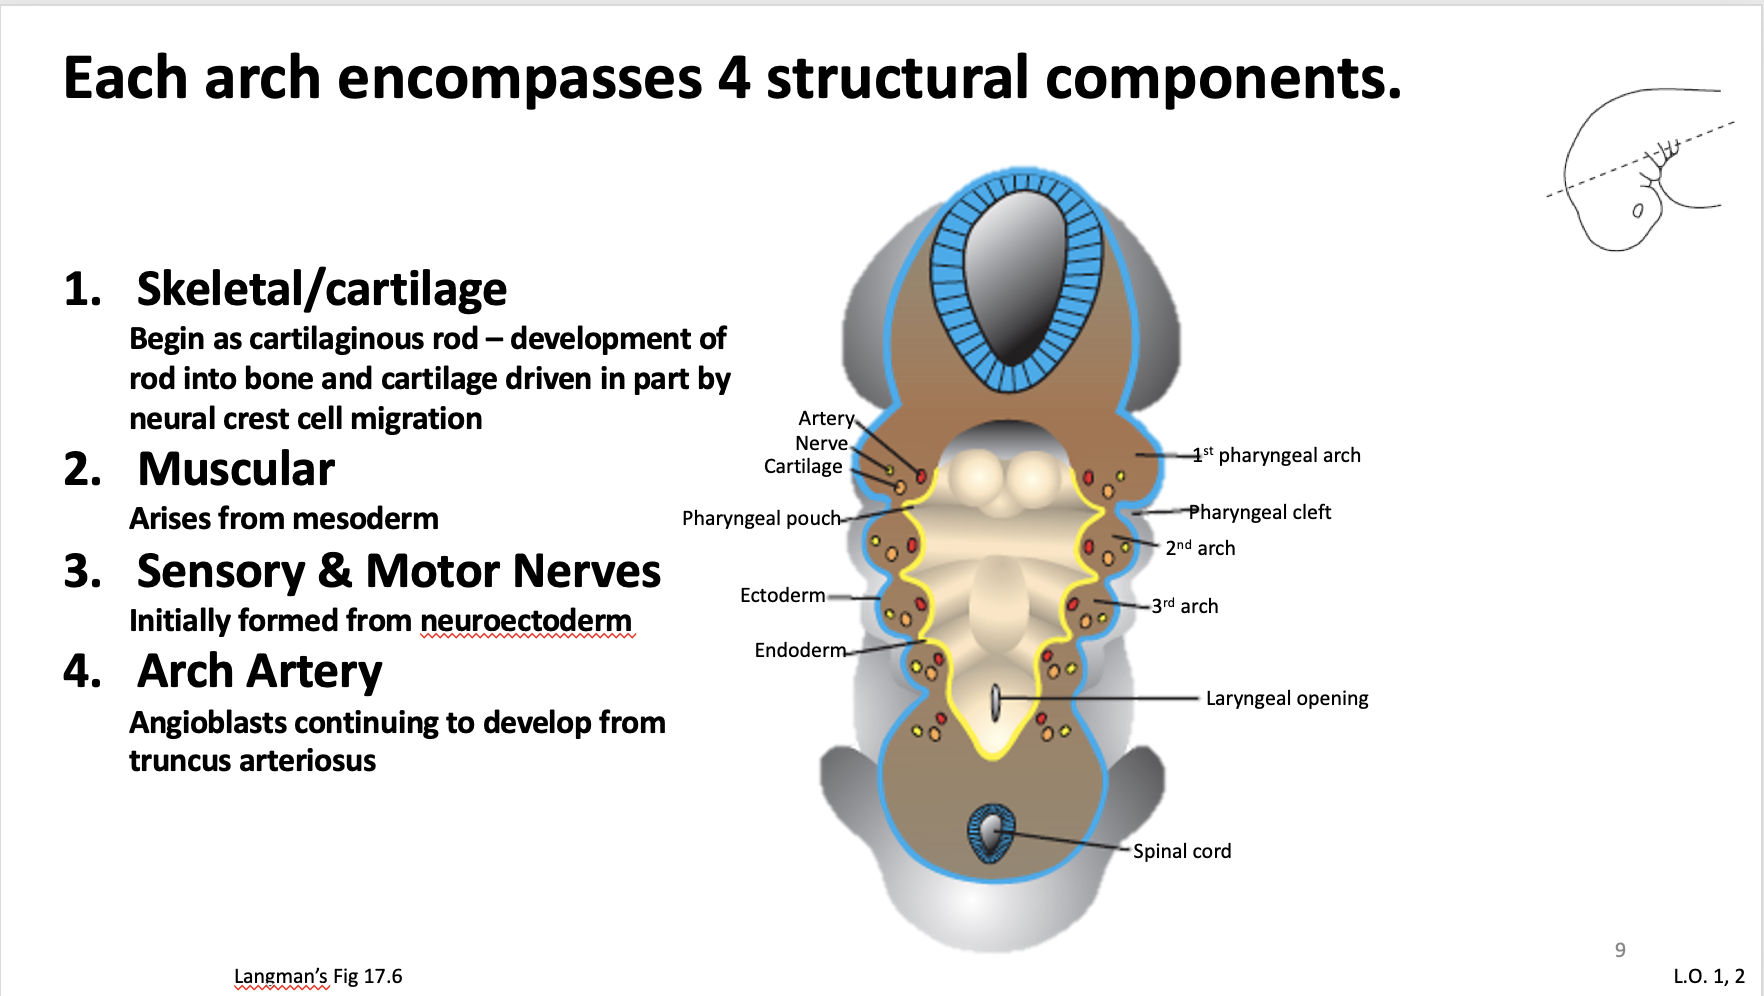 Each arch encompasses 4 structural components.
1. Skeletal/cartilage
Begin as cartilaginous rod – development of
rod into bone and cartilage driven in part by
neural crest cell migration
2. Muscular
Arises from mesoderm
3. Sensory & Motor Nerves
Initially formed from neuroectoderm
4. Arch Artery
Angioblasts continuing to develop from
truncus arteriosus
Artery
Nerve
Cartilage
Pharyngeal pouch
Ectoderm
Endoderm
1st pharyngeal arch
Pharyngeal cleft
2nd arch
3rd arch
Laryngeal opening
Spinal cord
Langman's Fig 17.6
9
L.O. 1, 2